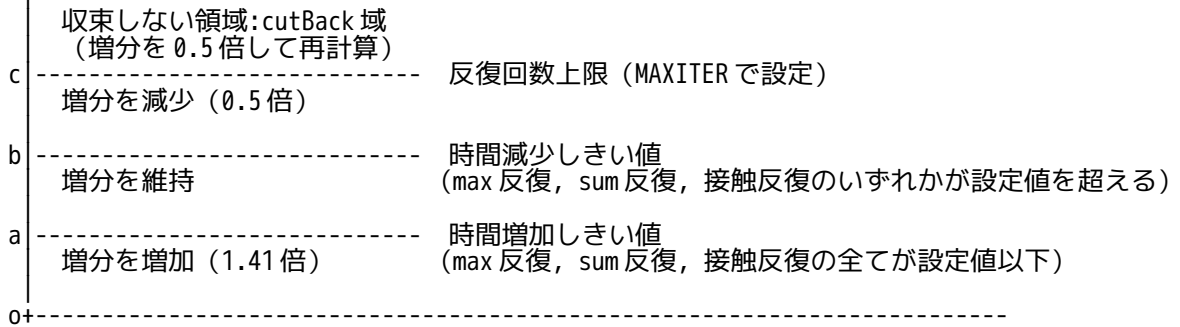 収束しない領域:cutBack域
（増分を0.5倍して再計算）
c|----------------------------- 反復回数上限（MAXITERで設定）
増分を減少（0.5倍）
b|----------------------------- 時間減少しきい値
増分を維持 （max反復，sum反復，接触反復のいずれかが設定値を超える）
a|----------------------------- 時間増加しきい値
増分を増加（1.41倍） （max反復，sum反復，接触反復の全てが設定値以下）
o+-------------------------------------------------------------------------